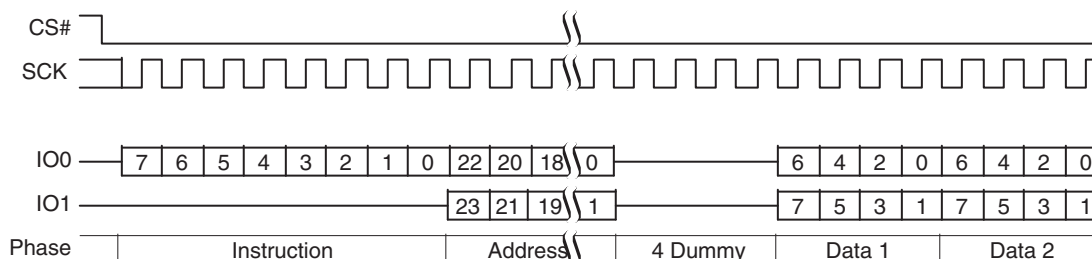 CS#
SCK
IO0 7 6 5 4 3 2 1 0 22 20 18 0 6 4 2 0 6 4 2 0
IO1 23 21 19 1 7 5 3 1 7 5 3 1
Phase Instruction Address 4 Dummy Data 1 Data 2